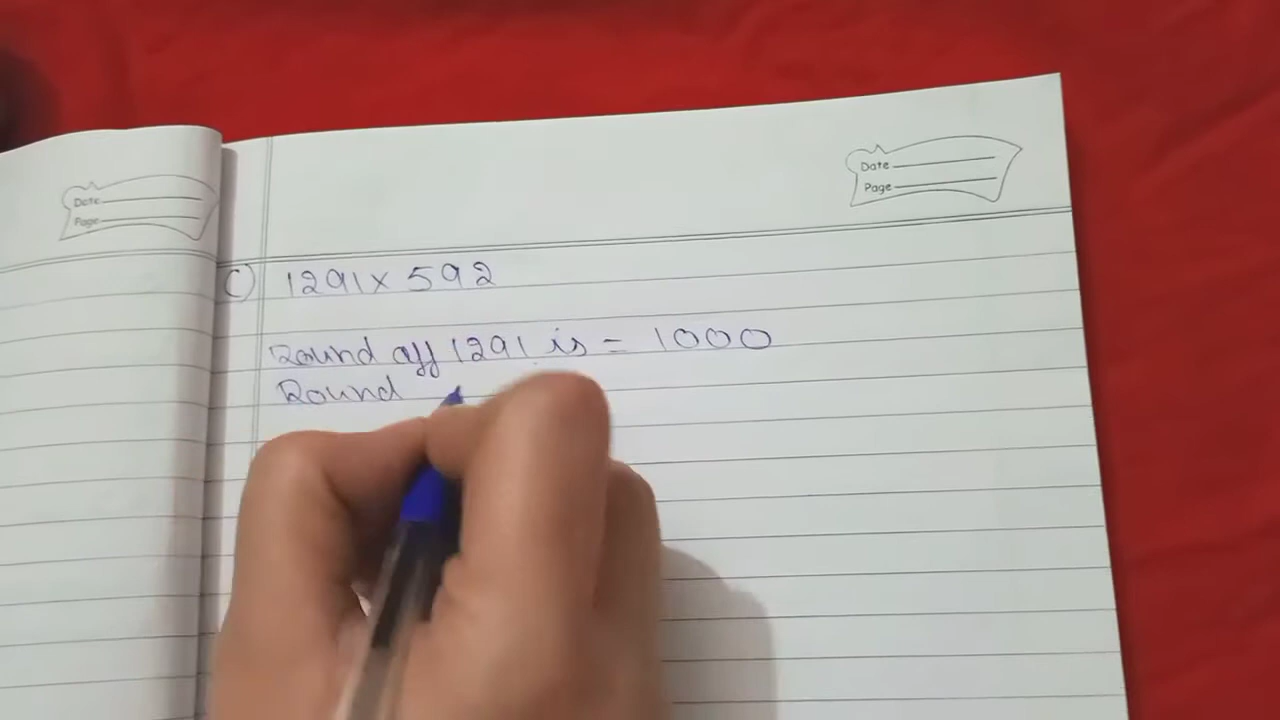 Date
Page
Date
Page
C) 1291 x 592
Round off 1291 is = 1000
Round